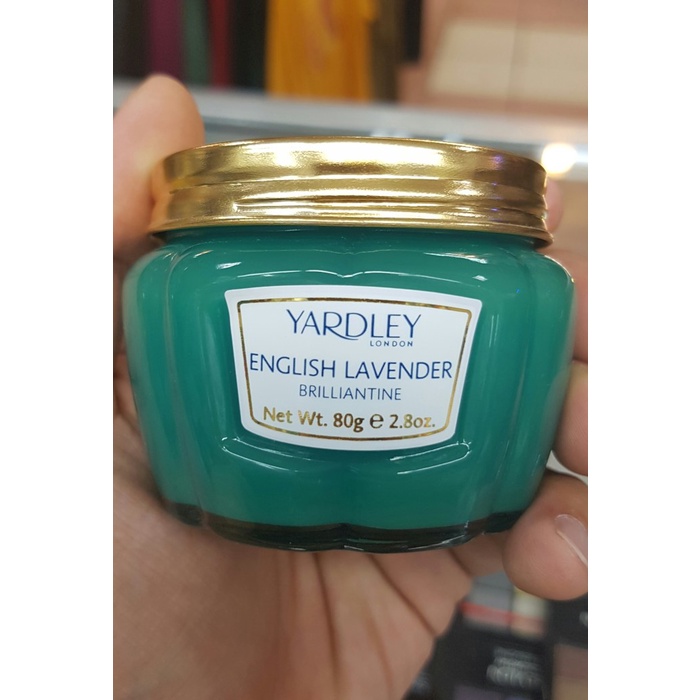 YARDLEY
LONDON
ENGLISH LAVENDER
BRILLIANTINE
Net Wt. 80g ℮ 2.8oz.